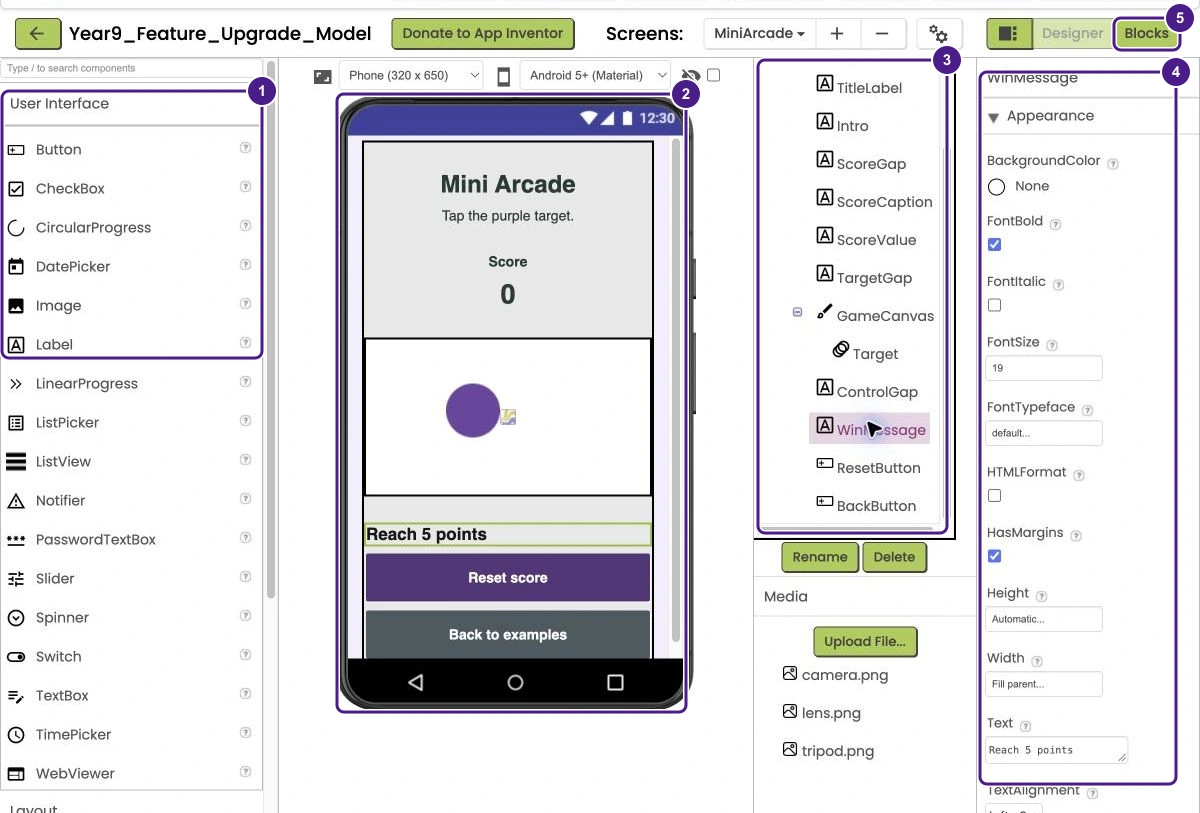 Year9_Feature_Upgrade_Model
Donate to App Inventor
Screens:
MiniArcade
Designer
Blocks
5
Type / to search components
1
User Interface
Button
CheckBox
CircularProgress
DatePicker
Image
Label
LinearProgress
ListPicker
ListView
Notifier
PasswordTextBox
Slider
Spinner
Switch
TextBox
TimePicker
WebViewer
Layout
Phone (320 x 650)
Android 5+ (Material)
2
12:30
Mini Arcade
Tap the purple target.
Score
0
Reach 5 points
Reset score
Back to examples
3
TitleLabel
Intro
ScoreGap
ScoreCaption
ScoreValue
TargetGap
GameCanvas
Target
ControlGap
WinMessage
ResetButton
BackButton
Rename
Delete
Media
Upload File...
camera.png
lens.png
tripod.png
4
WinMessage
Appearance
BackgroundColor
None
FontBold
FontItalic
FontSize
19
FontTypeface
default...
HTMLFormat
HasMargins
Height
Automatic...
Width
Fill parent...
Text
Reach 5 points
TextAlignment